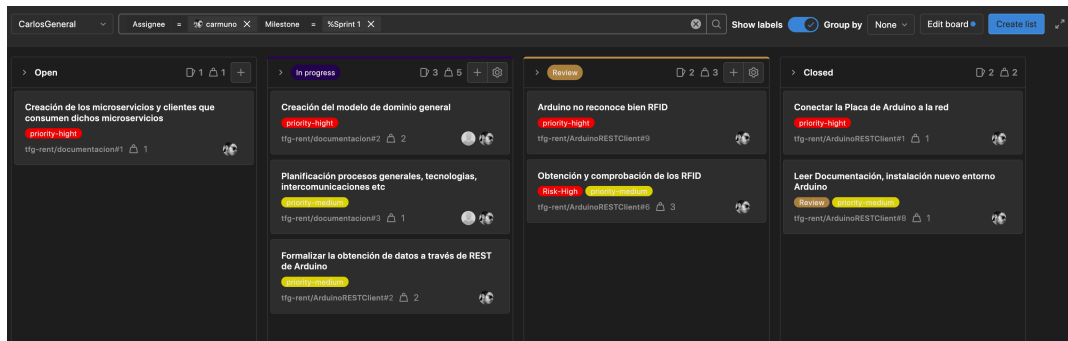 CarlosGeneral Assignee = carmuno Milestone = %Sprint 1 Show labels Group by None Edit board Create list
Open 1 1
Creación de los microservicios y clientes que
consumen dichos microservicios
priority-hight
tfg-rent/documentacion#1 1
In progress 3 5
Creación del modelo de dominio general
priority-hight
tfg-rent/documentacion#2 2
Planificación procesos generales, tecnologias,
intercomunicaciones etc
priority-medium
tfg-rent/documentacion#3 1
Formalizar la obtención de datos a través de REST
de Arduino
priority-medium
tfg-rent/ArduinoRESTClient#2 2
Review 2 3
Arduino no reconoce bien RFID
priority-hight
tfg-rent/ArduinoRESTClient#9
Obtención y comprobación de los RFID
Risk-High priority-medium
tfg-rent/ArduinoRESTClient#6 3
Closed 2 2
Conectar la Placa de Arduino a la red
priority-hight
tfg-rent/ArduinoRESTClient#1 1
Leer Documentación, instalación nuevo entorno
Arduino
Review priority-medium
tfg-rent/ArduinoRESTClient#8 1